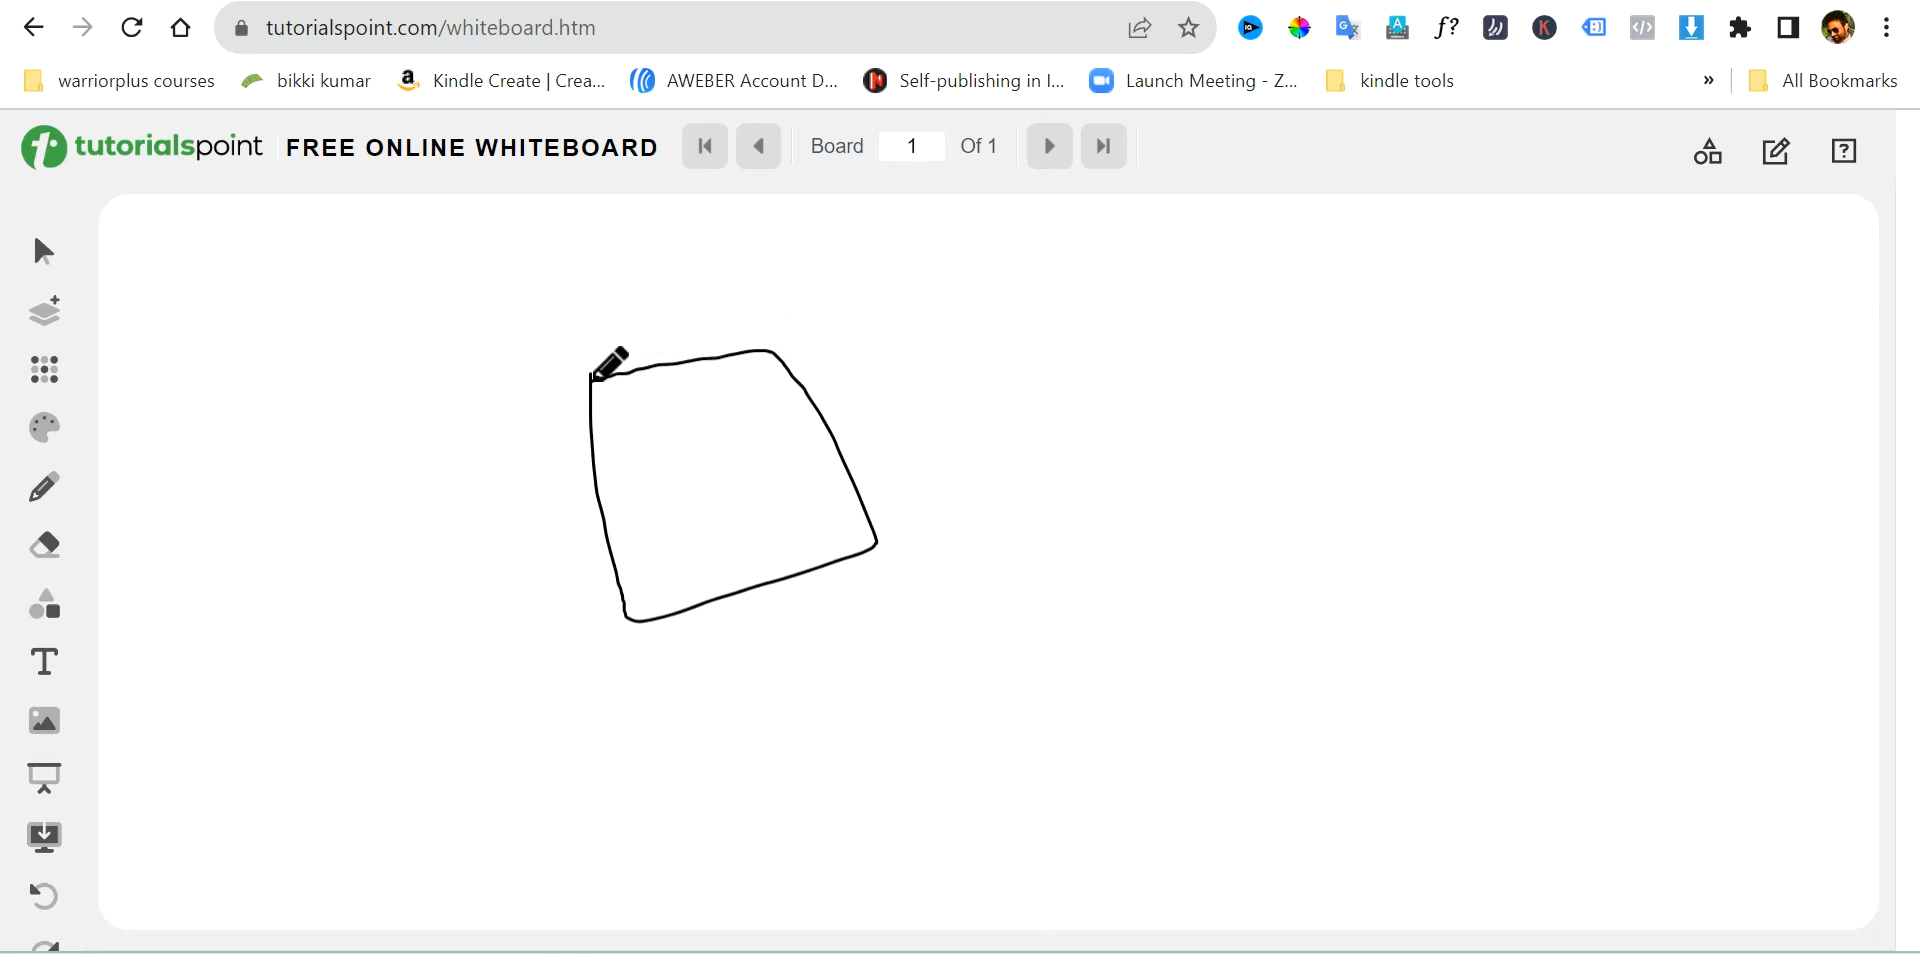 tutorialspoint.com/whiteboard.htm
warriorplus courses
bikki kumar
Kindle Create | Crea...
AWEBER Account D...
Self-publishing in I...
Launch Meeting - Z...
kindle tools
»
All Bookmarks
tutorialspoint
FREE ONLINE WHITEBOARD
Board 1 Of 1